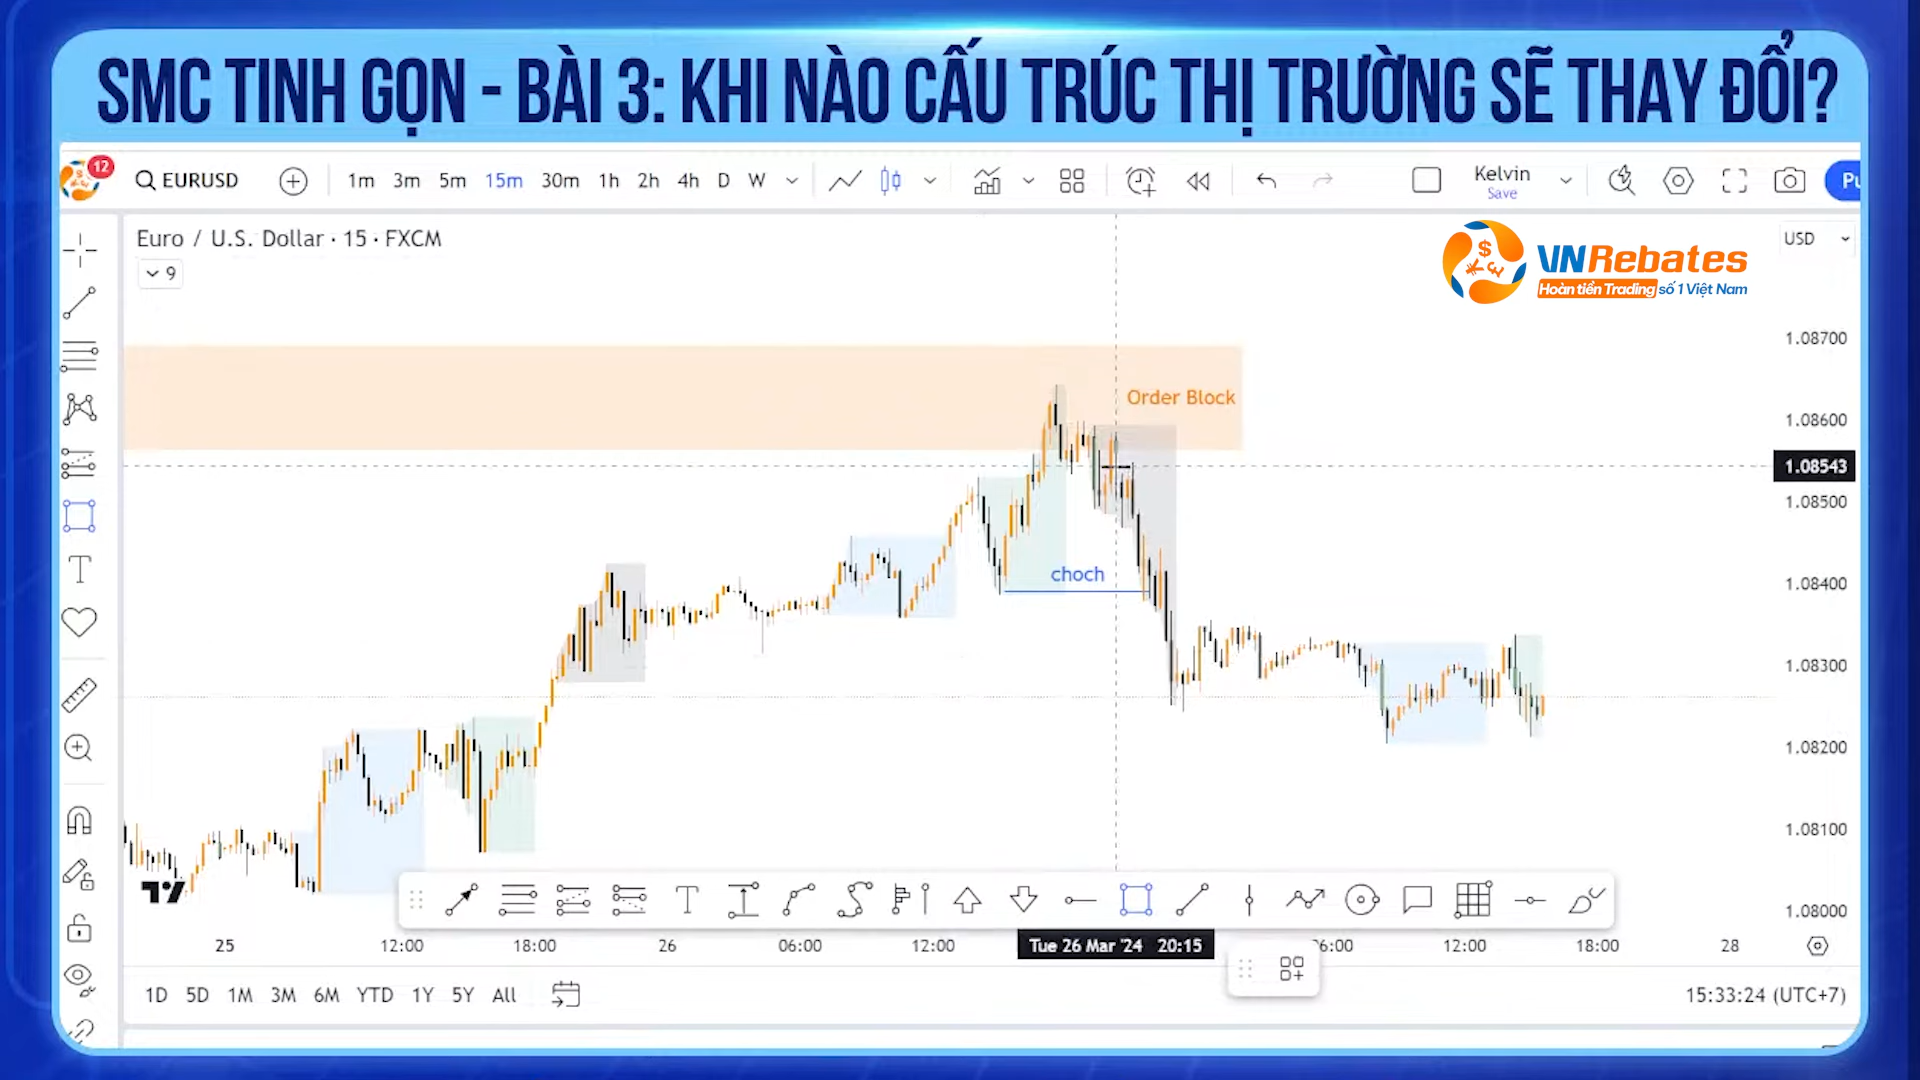 SMC TINH GỌN - BÀI 3: KHI NÀO CẤU TRÚC THỊ TRƯỜNG SẼ THAY ĐỔI?
12
EURUSD
1m 3m 5m 15m 30m 1h 2h 4h D W
Kelvin
Save
Pu
Euro / U.S. Dollar · 15 · FXCM
9
VNRebates
Hoàn tiền Trading số 1 Việt Nam
USD
1.08700
Order Block
1.08600
1.08543
1.08500
choch
1.08400
1.08300
1.08200
1.08100
1.08000
25 12:00 18:00 26 06:00 12:00 Tue 26 Mar '24 20:15 06:00 12:00 18:00 28
1D 5D 1M 3M 6M YTD 1Y 5Y All
15:33:24 (UTC+7)